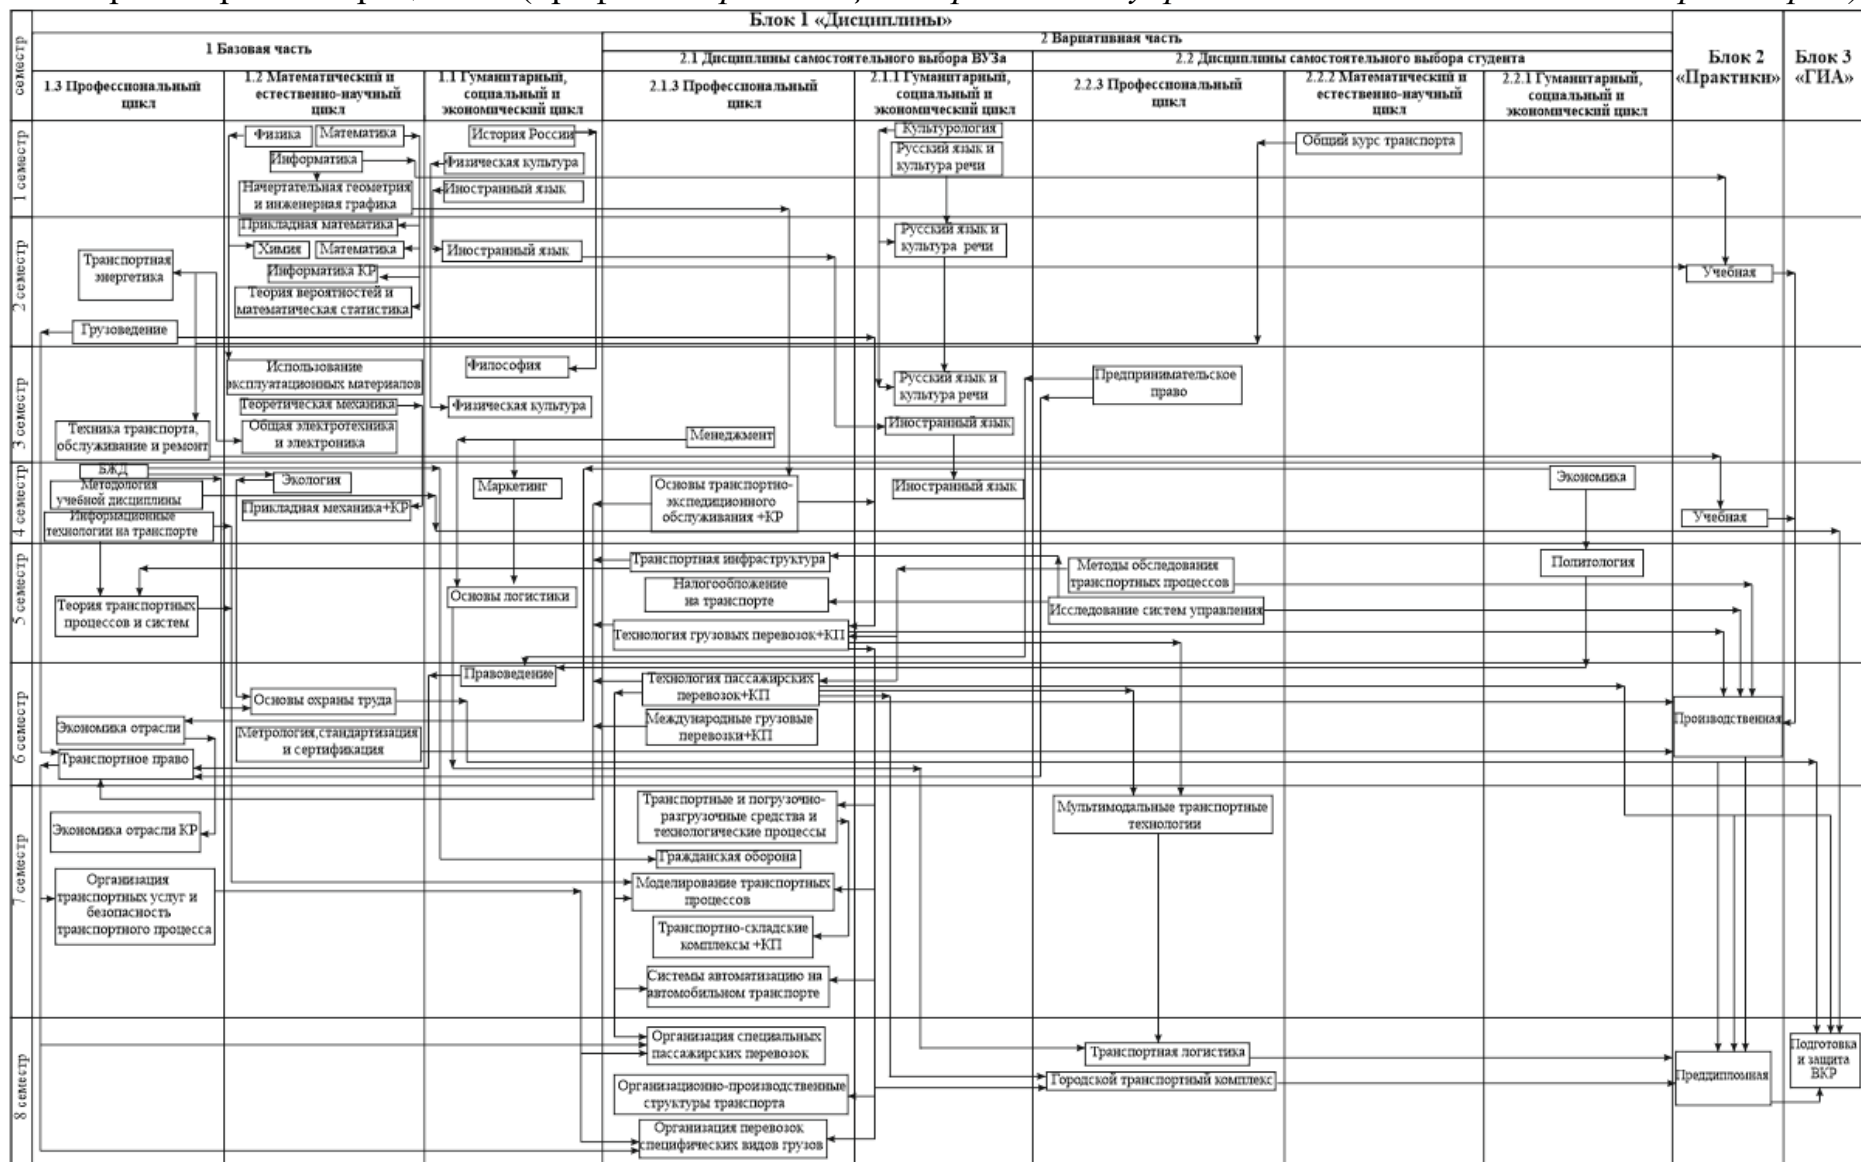 Блок 1 «Дисциплины»
семестр
1 Базовая часть
2 Вариативная часть
2.1 Дисциплины самостоятельного выбора ВУЗа
2.2 Дисциплины самостоятельного выбора студента
Блок 2
«Практики»
Блок 3
«ГИА»
1.3 Профессиональный
цикл
1.2 Математический и
естественно-научный
цикл
1.1 Гуманитарный,
социальный и
экономический цикл
2.1.3 Профессиональный
цикл
2.1.1 Гуманитарный,
социальный и
экономический цикл
2.2.3 Профессиональный
цикл
2.2.2 Математический и
естественно-научный
цикл
2.2.1 Гуманитарный,
социальный и
экономический цикл
1 семестр
Физика
Математика
Информатика
Начертательная геометрия
и инженерная графика
История России
Физическая культура
Иностранный язык
Культурология
Русский язык и
культура речи
Общий курс транспорта
2 семестр
Транспортная
энергетика
Грузоведение
Прикладная математика
Химия
Математика
Информатика КР
Теория вероятностей и
математическая статистика
Иностранный язык
Русский язык и
культура речи
Учебная
3 семестр
Техника транспорта,
обслуживание и ремонт
Использование
эксплуатационных материалов
Теоретическая механика
Общая электротехника
и электроника
Философия
Физическая культура
Менеджмент
Русский язык и
культура речи
Иностранный язык
Предпринимательское
право
4 семестр
БЖД
Методология
учебной дисциплины
Информационные
технологии на транспорте
Экология
Прикладная механика+КР
Маркетинг
Основы транспортно-
экспедиционного
обслуживания +КР
Иностранный язык
Экономика
Учебная
5 семестр
Теория транспортных
процессов и систем
Основы логистики
Транспортная инфраструктура
Налогообложение
на транспорте
Технология грузовых перевозок+КП
Методы обследования
транспортных процессов
Исследование систем управления
Политология
6 семестр
Экономика отрасли
Транспортное право
Основы охраны труда
Метрология,стандартизация
и сертификация
Правоведение
Технология пассажирских
перевозок+КП
Международные грузовые
перевозки+КП
Производственная
7 семестр
Экономика отрасли КР
Организация
транспортных услуг и
безопасность
транспортного процесса
Транспортные и погрузочно-
разгрузочные средства и
технологические процессы
Гражданская оборона
Моделирование транспортных
процессов
Транспортно-складские
комплексы +КП
Системы автоматизацию на
автомобильном транспорте
Мультимодальные транспортные
технологии
8 семестр
Организация специальных
пассажирских перевозок
Организационно-производственные
структуры транспорта
Организация перевозок
специфических видов грузов
Транспортная логистика
Городской транспортный комплекс
Преддипломная
Подготовка
и защита
ВКР